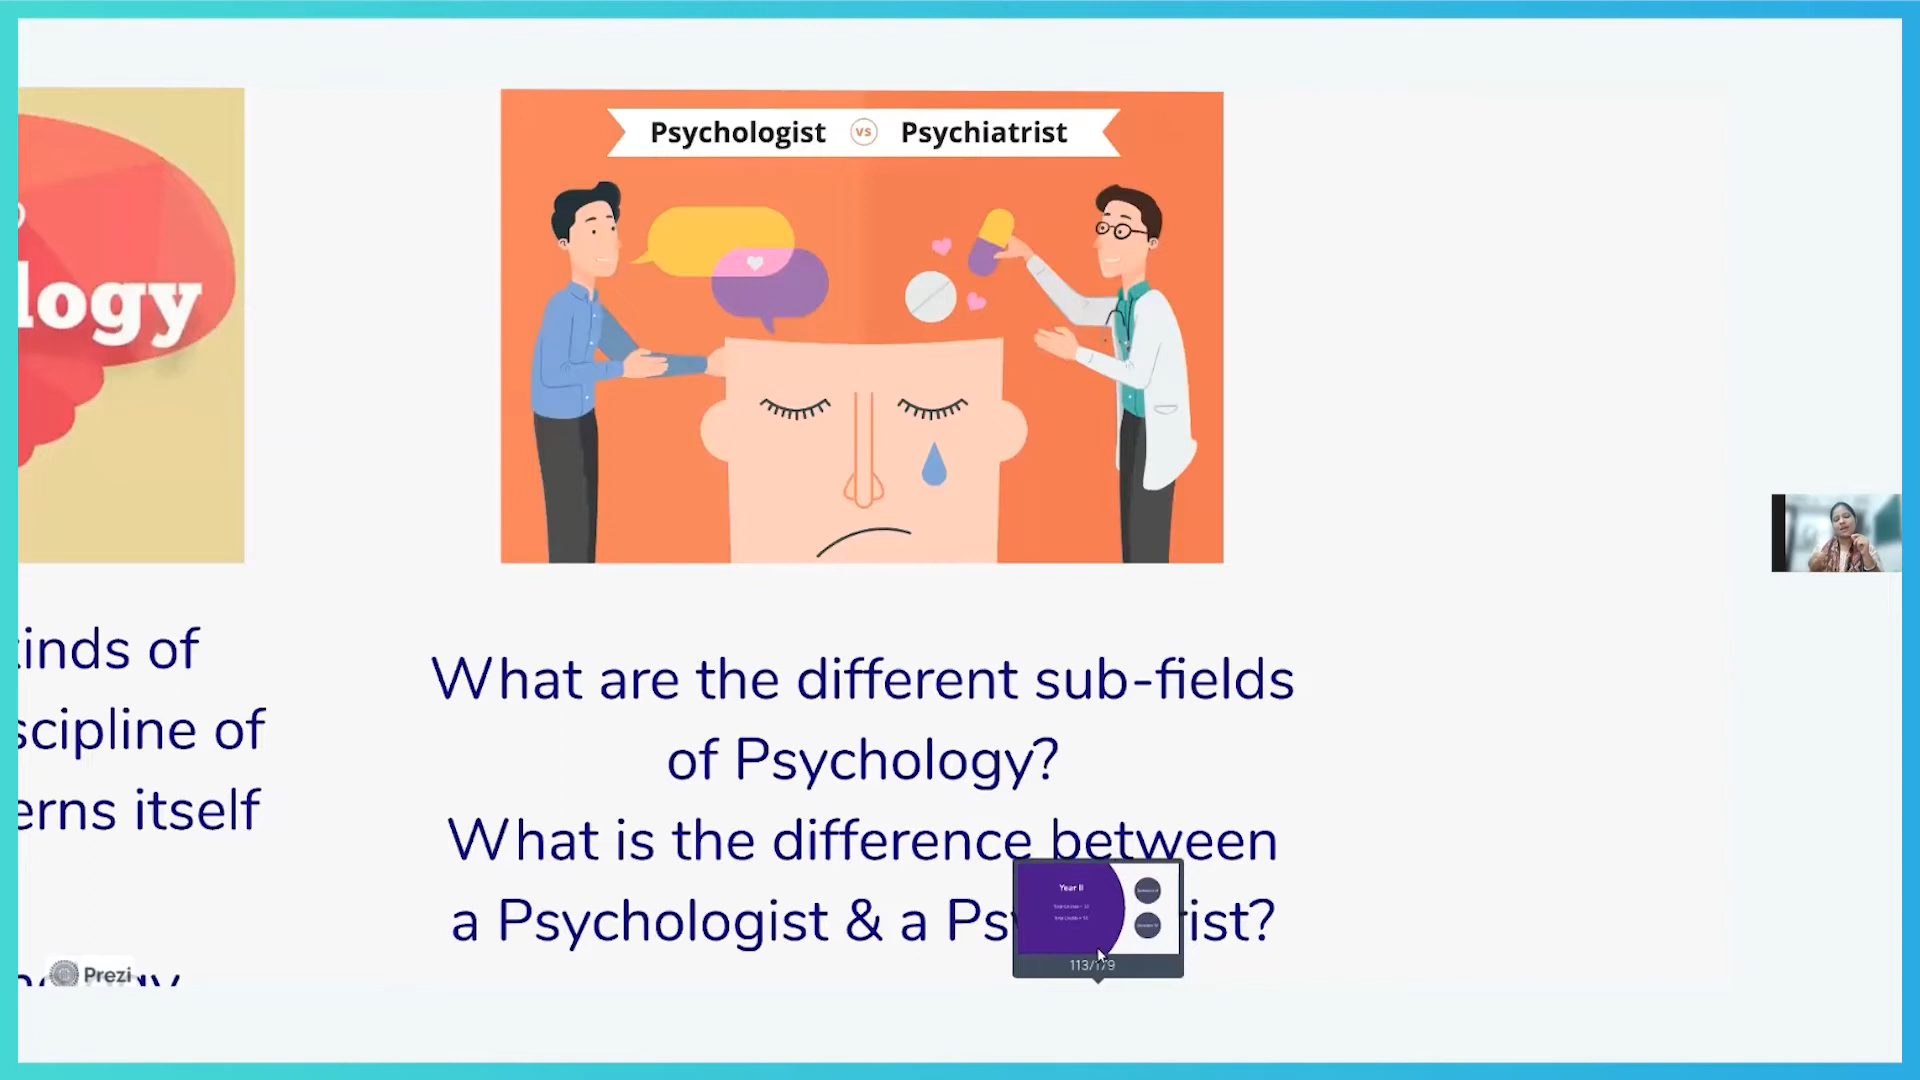 Psychologist vs Psychiatrist
logy
inds of
scipline of
erns itself
What are the different sub-fields
of Psychology?
What is the difference between
a Psychologist & a Ps rist?
Year II
113/179
Prezi